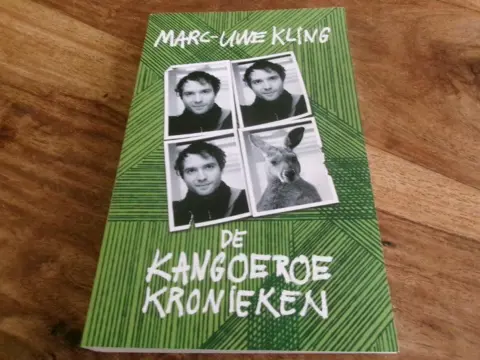 MARC-UWE KLING
DE
KANGOEROE
KRONIEKEN